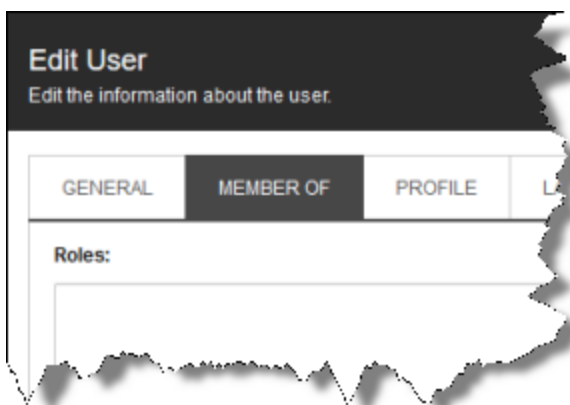 Edit User
Edit the information about the user.
GENERAL MEMBER OF PROFILE
Roles: